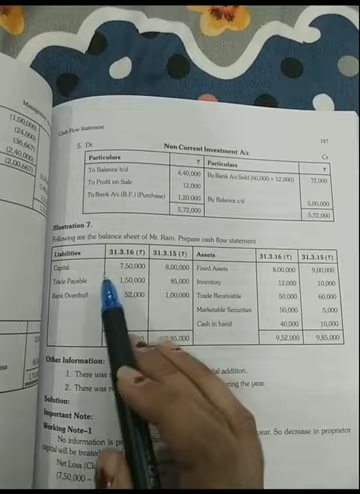 (1,00,000)
(24,000)
(36,667)
(2,40,000)
(2,00,667)
Cash Flow Statement 187
5. Dr. Non Current Investment A/c Cr
Particulars ₹ Particulars ₹
To Balance b/d 4,40,000 By Bank A/c Sold (60,000 + 12,000) 72,000
To Profit on Sale 12,000
To Bank A/c (B.F.) (Purchase) 1,20,000 By Balance c/d 5,00,000
5,72,000 5,72,000
Illustration 7.
Following are the balance sheet of Mr. Ram. Prepare cash flow statement
Liabilities 31.3.16 (₹) 31.3.15 (₹) Assets 31.3.16 (₹) 31.3.15 (₹)
Capital 7,50,000 8,00,000 Fixed Assets 8,00,000 9,00,000
Trade Payable 1,50,000 85,000 Inventory 12,000 10,000
Bank Overdraft 52,000 1,00,000 Trade Receivable 50,000 60,000
Marketable Securities 50,000 5,000
Cash in hand 40,000 10,000
85,000 9,52,000 9,85,000
Other Information:
1. There was addition.
2. There was the year.
Solution:
Important Note:
Working Note–1
No information is year. So decrease in proprietor
capital will be treated
Net Loss
(7,50,000 –